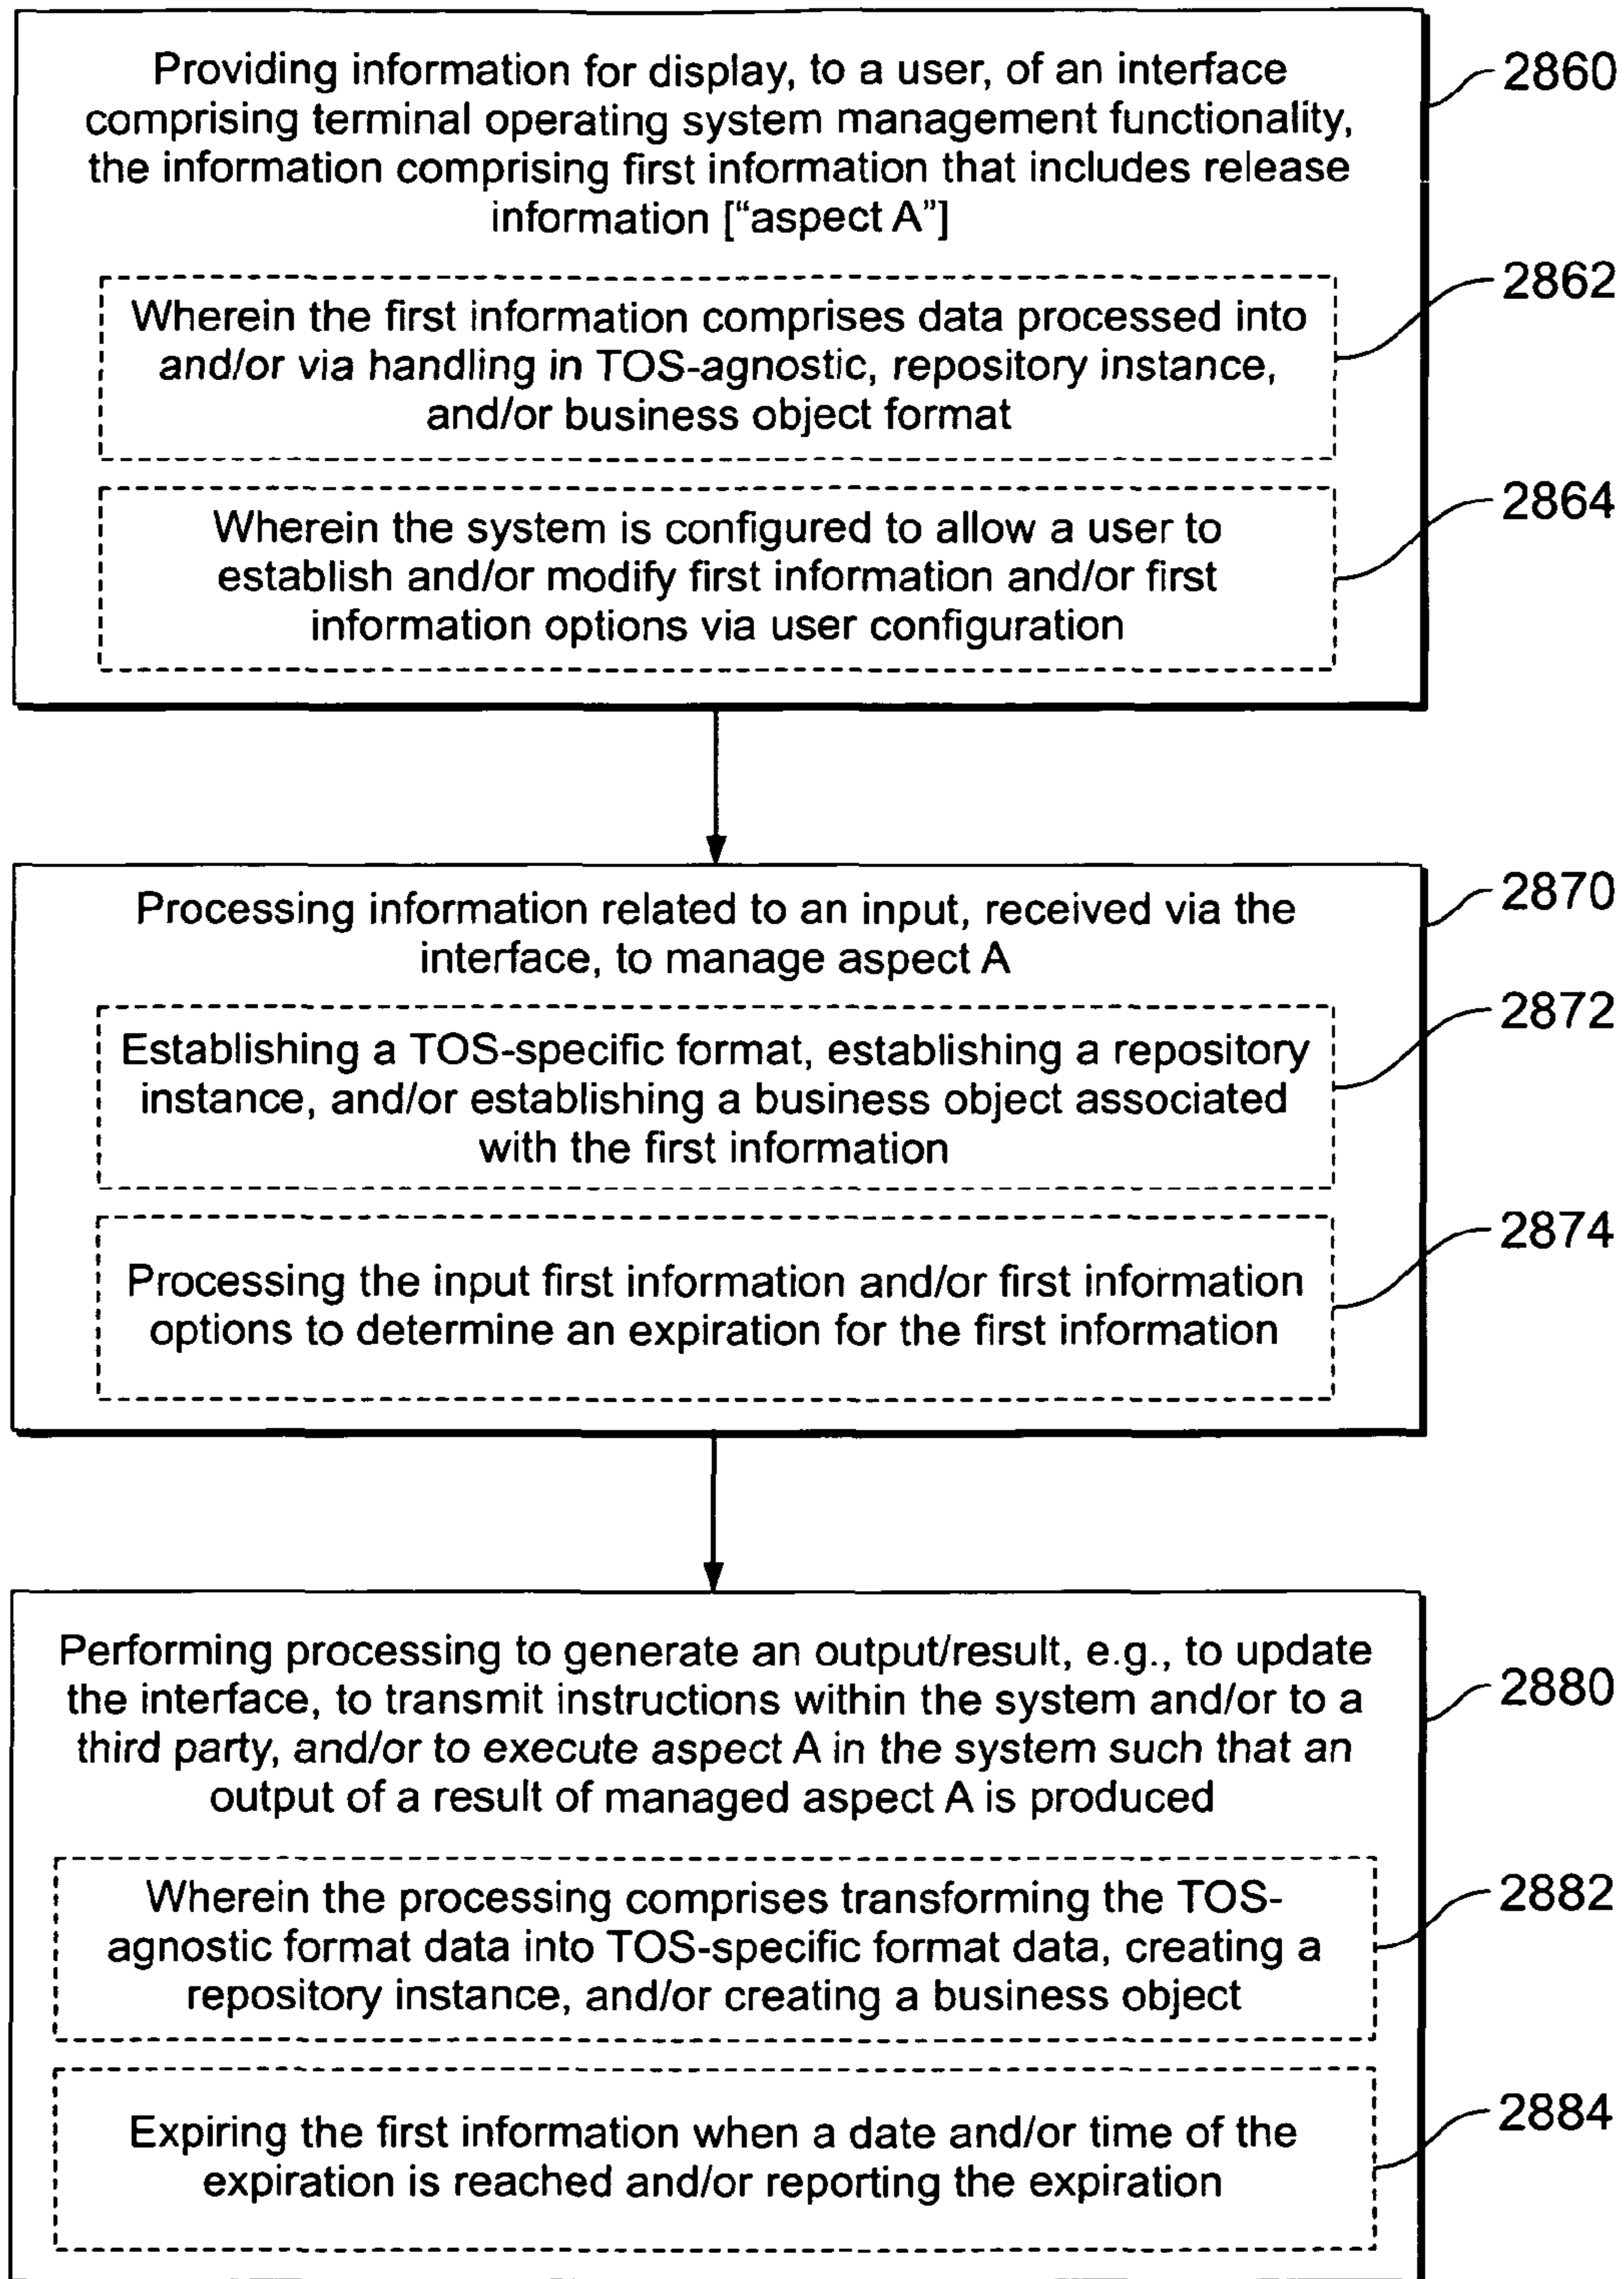 Providing information for display, to a user, of an interface
comprising terminal operating system management functionality,
the information comprising first information that includes release
information [“aspect A”]
2860
Wherein the first information comprises data processed into
and/or via handling in TOS-agnostic, repository instance,
and/or business object format
2862
Wherein the system is configured to allow a user to
establish and/or modify first information and/or first
information options via user configuration
2864
Processing information related to an input, received via the
interface, to manage aspect A
2870
Establishing a TOS-specific format, establishing a repository
instance, and/or establishing a business object associated
with the first information
2872
Processing the input first information and/or first information
options to determine an expiration for the first information
2874
Performing processing to generate an output/result, e.g., to update
the interface, to transmit instructions within the system and/or to a
third party, and/or to execute aspect A in the system such that an
output of a result of managed aspect A is produced
2880
Wherein the processing comprises transforming the TOS-
agnostic format data into TOS-specific format data, creating a
repository instance, and/or creating a business object
2882
Expiring the first information when a date and/or time of the
expiration is reached and/or reporting the expiration
2884